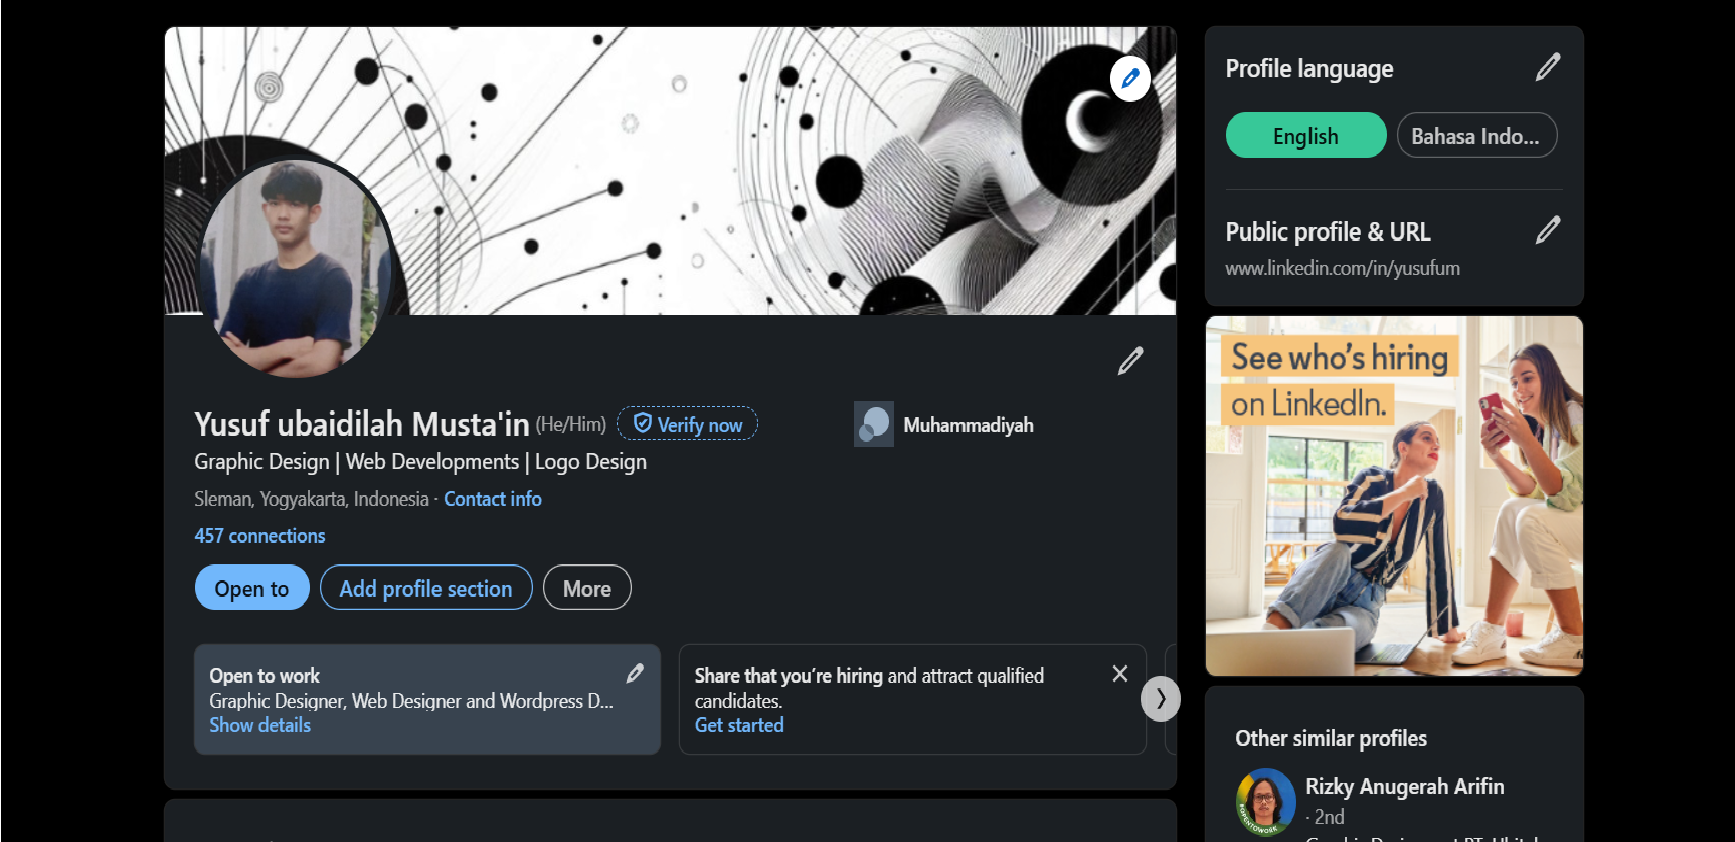 Yusuf ubaidilah Musta'in (He/Him) Verify now
Graphic Design | Web Developments | Logo Design
Sleman, Yogyakarta, Indonesia · Contact info
457 connections
Open to
Add profile section
More
Muhammadiyah
Open to work
Graphic Designer, Web Designer and Wordpress D...
Show details
Share that you're hiring and attract qualified
candidates.
Get started
Profile language
English
Bahasa Indo...
Public profile & URL
www.linkedin.com/in/yusufum
See who's hiring
on LinkedIn.
Other similar profiles
Rizky Anugerah Arifin
· 2nd
#OPENTOWORK